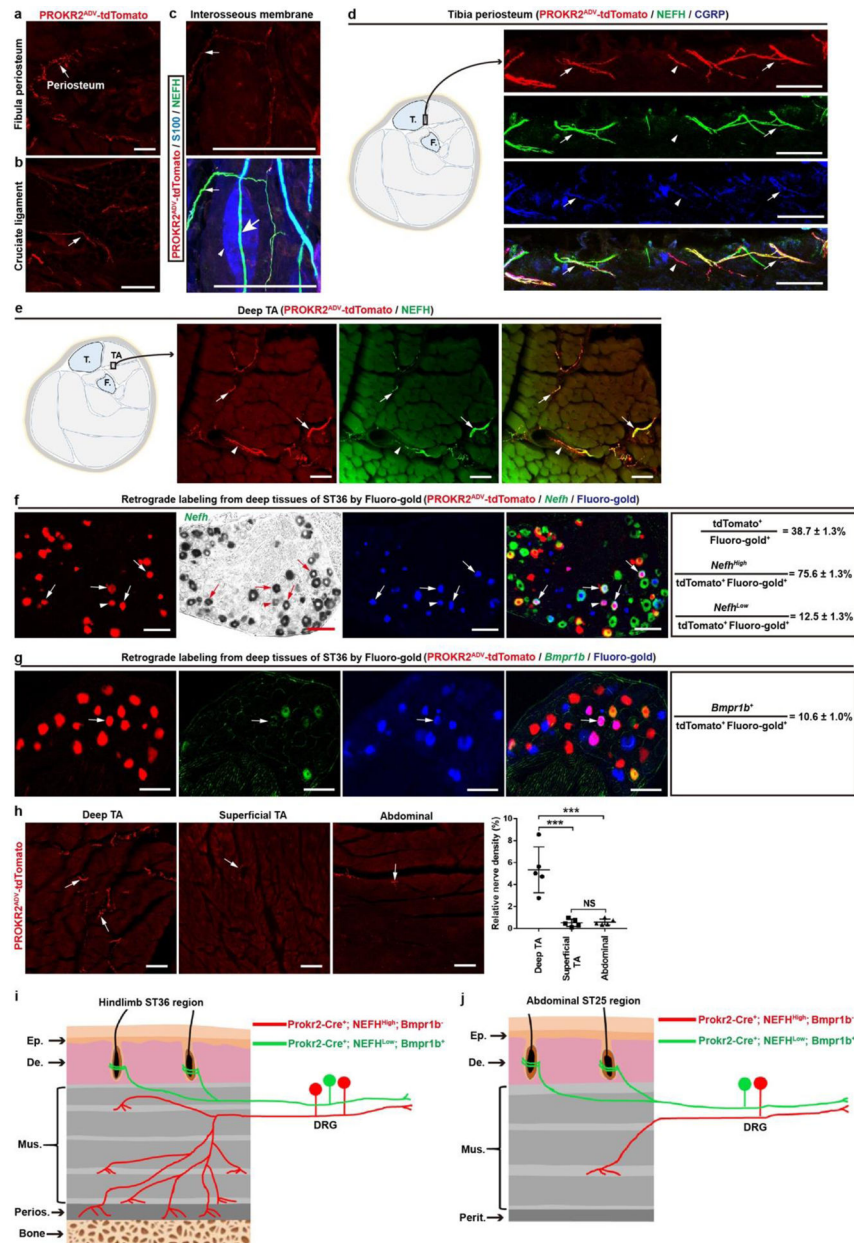 a
PROKR2ADV-tdTomato
Fibula periosteum
Periosteum
b
Cruciate ligament
c
Interosseous membrane
PROKR2ADV-tdTomato / S100 / NEFH
d
Tibia periosteum (PROKR2ADV-tdTomato / NEFH / CGRP)
T.
F.
e
Deep TA (PROKR2ADV-tdTomato / NEFH)
T.
TA
F.
f
Retrograde labeling from deep tissues of ST36 by Fluoro-gold (PROKR2ADV-tdTomato / Nefh / Fluoro-gold)
Nefh
tdTomato+
Fluoro-gold+
= 38.7 ± 1.3%
NefhHigh
tdTomato+ Fluoro-gold+
= 75.6 ± 1.3%
NefhLow
tdTomato+ Fluoro-gold+
= 12.5 ± 1.3%
g
Retrograde labeling from deep tissues of ST36 by Fluoro-gold (PROKR2ADV-tdTomato / Bmpr1b / Fluoro-gold)
Bmpr1b+
tdTomato+ Fluoro-gold+
= 10.6 ± 1.0%
h
PROKR2ADV-tdTomato
Deep TA
Superficial TA
Abdominal
Relative nerve density (%)
10
8
6
4
2
0
***
***
NS
Deep TA
Superficial
TA
Abdominal
i
Hindlimb ST36 region
Prokr2-Cre+; NEFHHigh; Bmpr1b-
Prokr2-Cre+; NEFHLow; Bmpr1b+
Ep.
De.
Mus.
Perios.
Bone
DRG
j
Abdominal ST25 region
Prokr2-Cre+; NEFHHigh; Bmpr1b-
Prokr2-Cre+; NEFHLow; Bmpr1b+
Ep.
De.
Mus.
Perit.
DRG